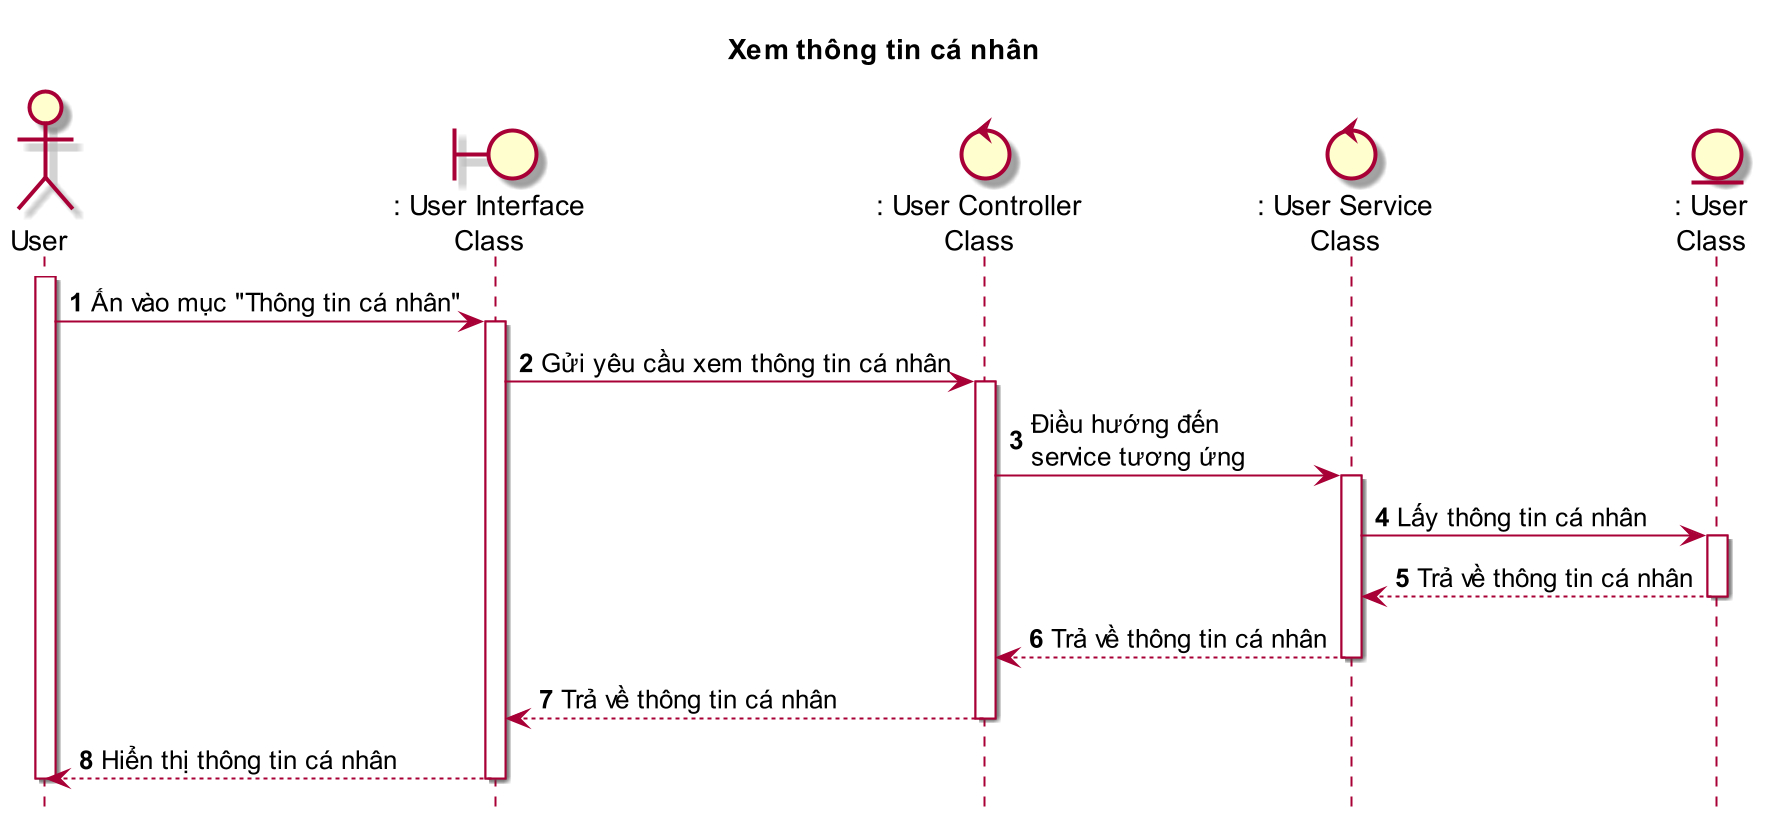 Xem thông tin cá nhân
User
: User Interface
Class
: User Controller
Class
: User Service
Class
: User
Class
1 Ấn vào mục "Thông tin cá nhân"
2 Gửi yêu cầu xem thông tin cá nhân
3 Điều hướng đến
service tương ứng
4 Lấy thông tin cá nhân
5 Trả về thông tin cá nhân
6 Trả về thông tin cá nhân
7 Trả về thông tin cá nhân
8 Hiển thị thông tin cá nhân